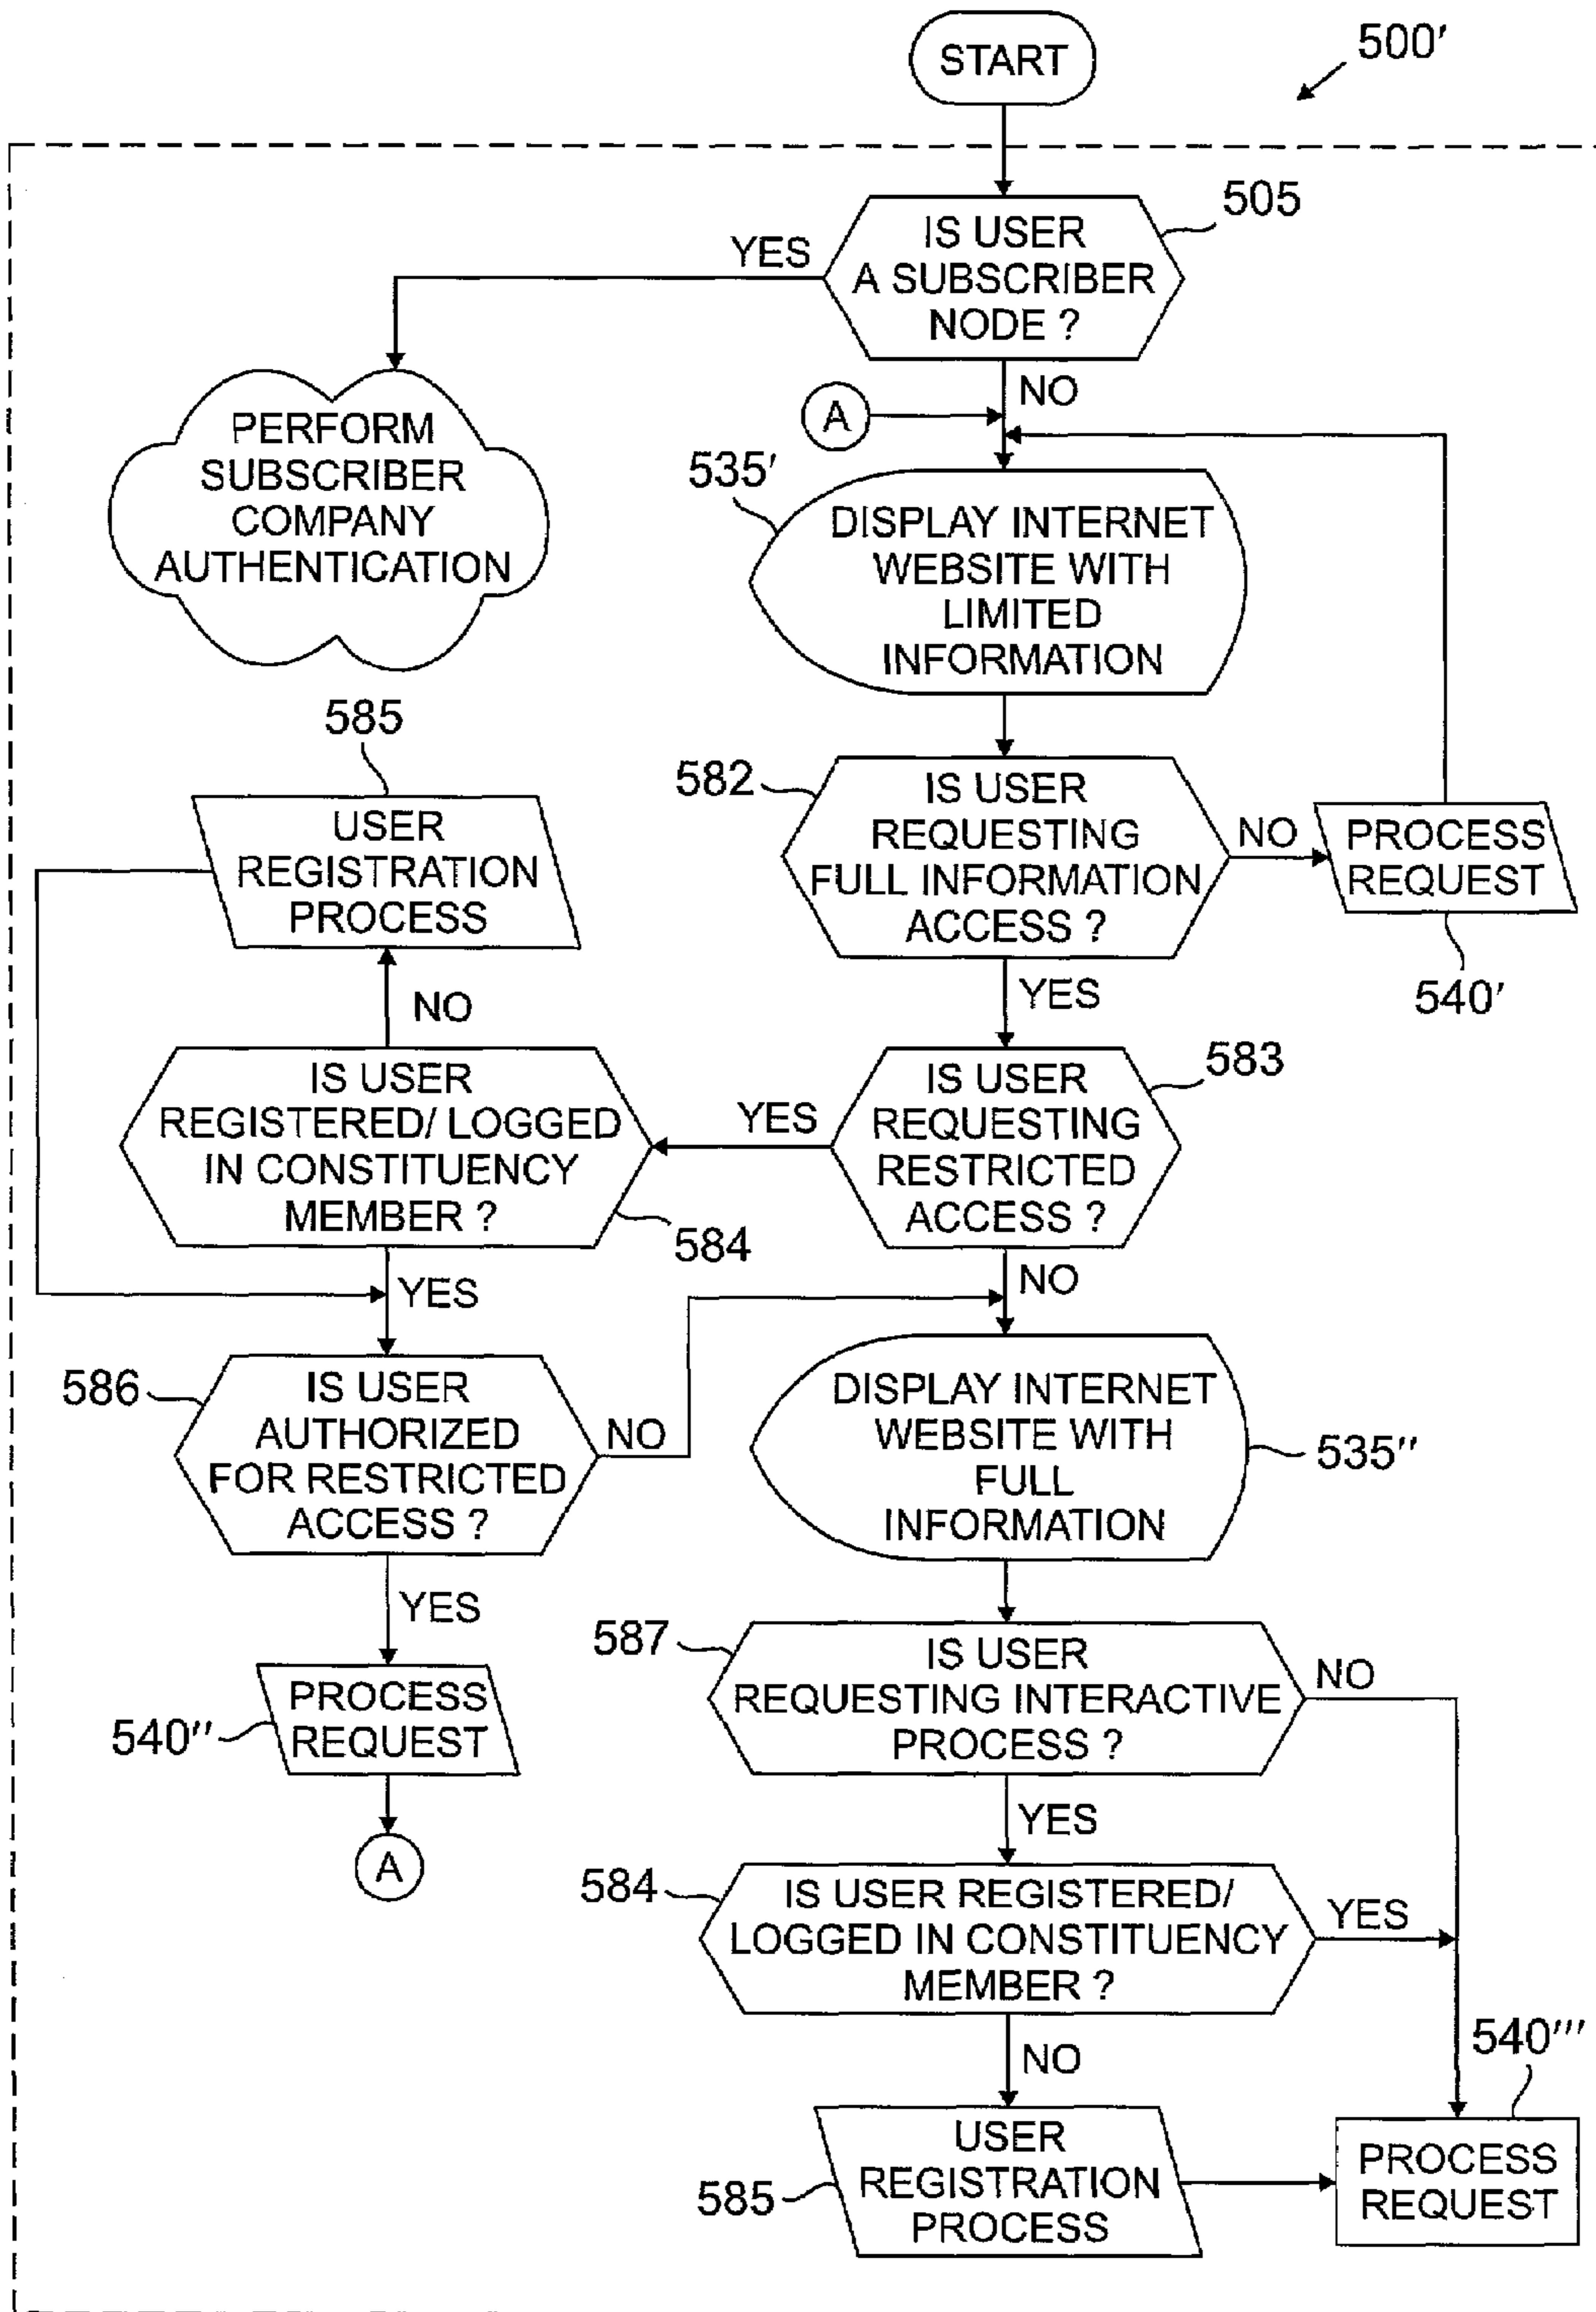 START
500'
505
IS USER
A SUBSCRIBER
NODE ?
YES
NO
A
PERFORM
SUBSCRIBER
COMPANY
AUTHENTICATION
535'
DISPLAY INTERNET
WEBSITE WITH
LIMITED
INFORMATION
585
USER
REGISTRATION
PROCESS
582
IS USER
REQUESTING
FULL INFORMATION
ACCESS ?
NO
PROCESS
REQUEST
540'
YES
NO
583
IS USER
REGISTERED/ LOGGED
IN CONSTITUENCY
MEMBER ?
584
YES
IS USER
REQUESTING
RESTRICTED
ACCESS ?
YES
NO
586
IS USER
AUTHORIZED
FOR RESTRICTED
ACCESS ?
NO
DISPLAY INTERNET
WEBSITE WITH
FULL
INFORMATION
535''
YES
540''
PROCESS
REQUEST
A
587
IS USER
REQUESTING INTERACTIVE
PROCESS ?
NO
YES
584
IS USER REGISTERED/
LOGGED IN CONSTITUENCY
MEMBER ?
YES
NO
540'''
585
USER
REGISTRATION
PROCESS
PROCESS
REQUEST